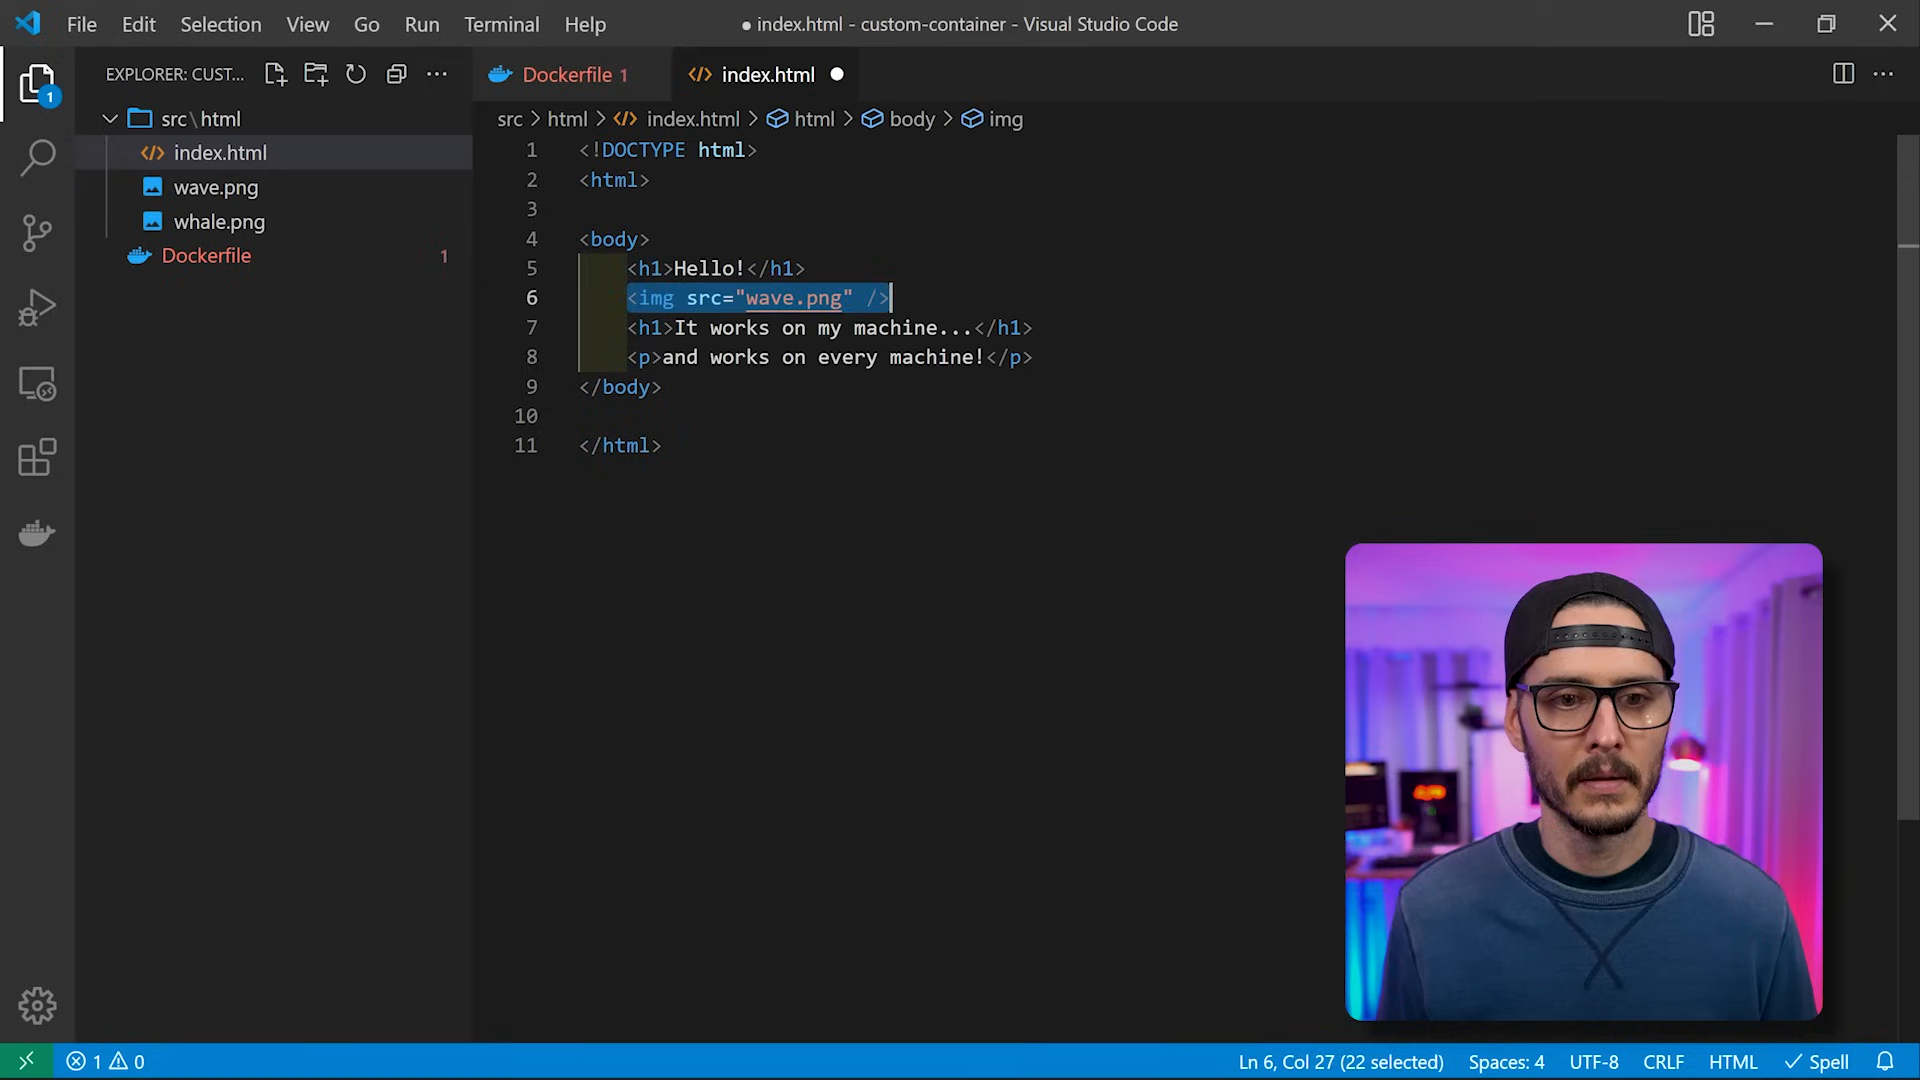 File Edit Selection View Go Run Terminal Help
● index.html - custom-container - Visual Studio Code
EXPLORER: CUST...
Dockerfile 1
index.html
1
src\html
src > html > index.html > html > body > img
index.html
wave.png
whale.png
Dockerfile 1
1 <!DOCTYPE html>
2 <html>
3
4 <body>
5 <h1>Hello!</h1>
6 <img src="wave.png" />
7 <h1>It works on my machine...</h1>
8 <p>and works on every machine!</p>
9 </body>
10
11 </html>
1 0
Ln 6, Col 27 (22 selected) Spaces: 4 UTF-8 CRLF HTML Spell